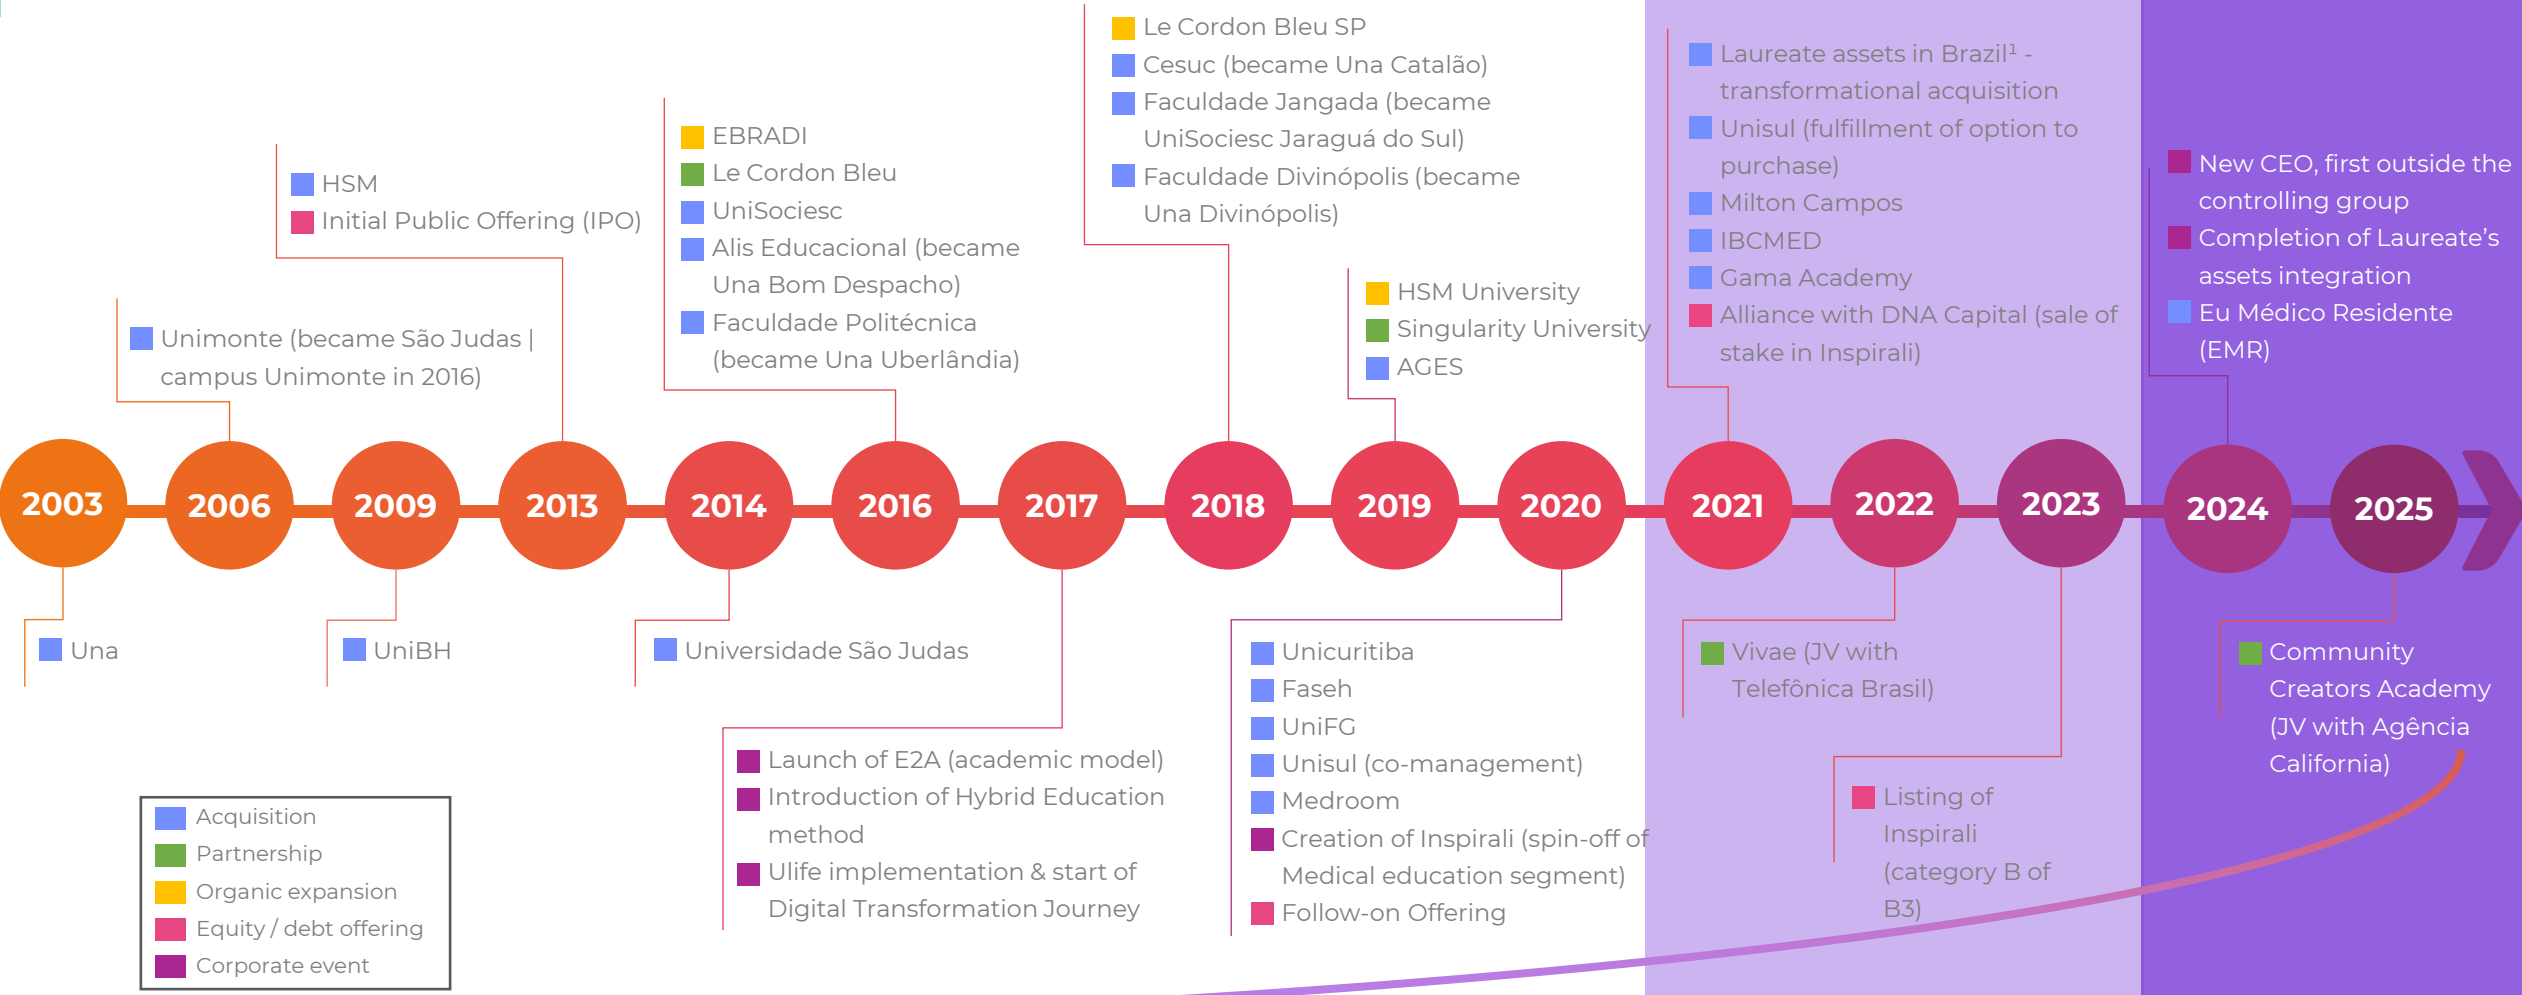 Le Cordon Bleu SP
Cesuc (became Una Catalão)
Faculdade Jangada (became
UniSociesc Jaraguá do Sul)
Faculdade Divinópolis (became
Una Divinópolis)
Laureate assets in Brazil¹ -
transformational acquisition
Unisul (fulfillment of option to
purchase)
Milton Campos
IBCMED
Gama Academy
Alliance with DNA Capital (sale of
stake in Inspirali)
EBRADI
Le Cordon Bleu
UniSociesc
Alis Educacional (became
Una Bom Despacho)
Faculdade Politécnica
(became Una Uberlândia)
HSM
Initial Public Offering (IPO)
New CEO, first outside the
controlling group
Completion of Laureate’s
assets integration
Eu Médico Residente
(EMR)
HSM University
Singularity University
AGES
Unimonte (became São Judas |
campus Unimonte in 2016)
2003
2006
2009
2013
2014
2016
2017
2018
2019
2020
2021
2022
2023
2024
2025
Una
UniBH
Universidade São Judas
Unicuritiba
Faseh
UniFG
Unisul (co-management)
Medroom
Creation of Inspirali (spin-off of
Medical education segment)
Follow-on Offering
Vivae (JV with
Telefônica Brasil)
Community
Creators Academy
(JV with Agência
California)
Launch of E2A (academic model)
Introduction of Hybrid Education
method
Ulife implementation & start of
Digital Transformation Journey
Listing of
Inspirali
(category B of
B3)
Acquisition
Partnership
Organic expansion
Equity / debt offering
Corporate event